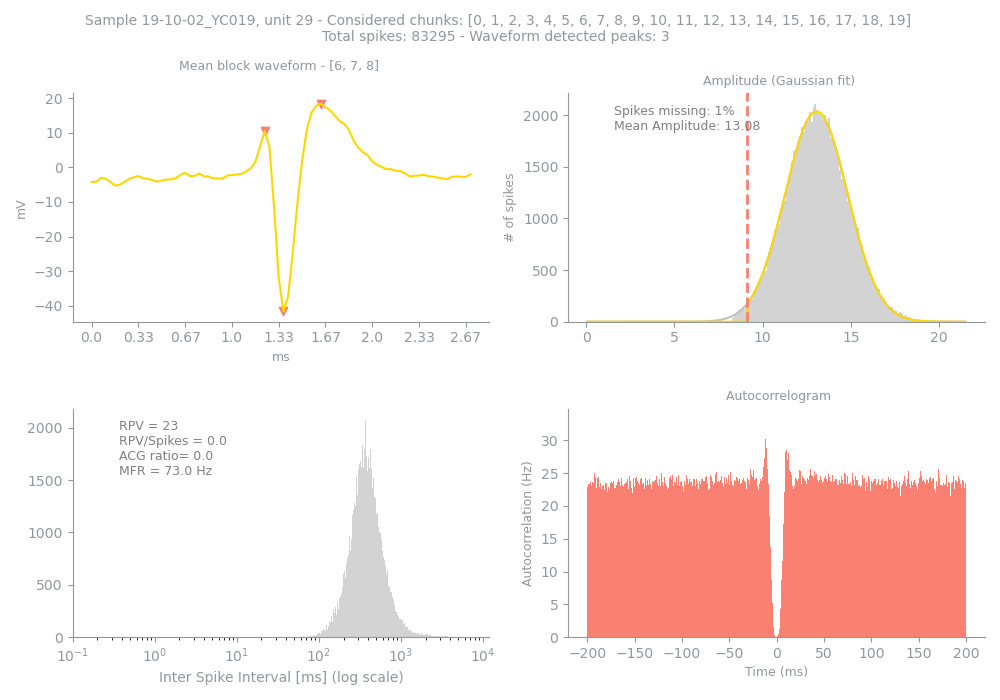 Sample 19-10-02_YC019, unit 29 - Considered chunks: [0, 1, 2, 3, 4, 5, 6, 7, 8, 9, 10, 11, 12, 13, 14, 15, 16, 17, 18, 19]
Total spikes: 83295 - Waveform detected peaks: 3
Mean block waveform - [6, 7, 8]
20
10
0
−10
−20
−30
−40
mV
0.0 0.33 0.67 1.0 1.33 1.67 2.0 2.33 2.67
ms
Amplitude (Gaussian fit)
Spikes missing: 1%
Mean Amplitude: 13.08
2000
1500
1000
500
0
# of spikes
0 5 10 15 20
RPV = 23
RPV/Spikes = 0.0
ACG ratio= 0.0
MFR = 73.0 Hz
2000
1500
1000
500
0
10⁻¹ 10⁰ 10¹ 10² 10³ 10⁴
Inter Spike Interval [ms] (log scale)
Autocorrelogram
30
25
20
15
10
5
0
Autocorrelation (Hz)
−200 −150 −100 −50 0 50 100 150 200
Time (ms)